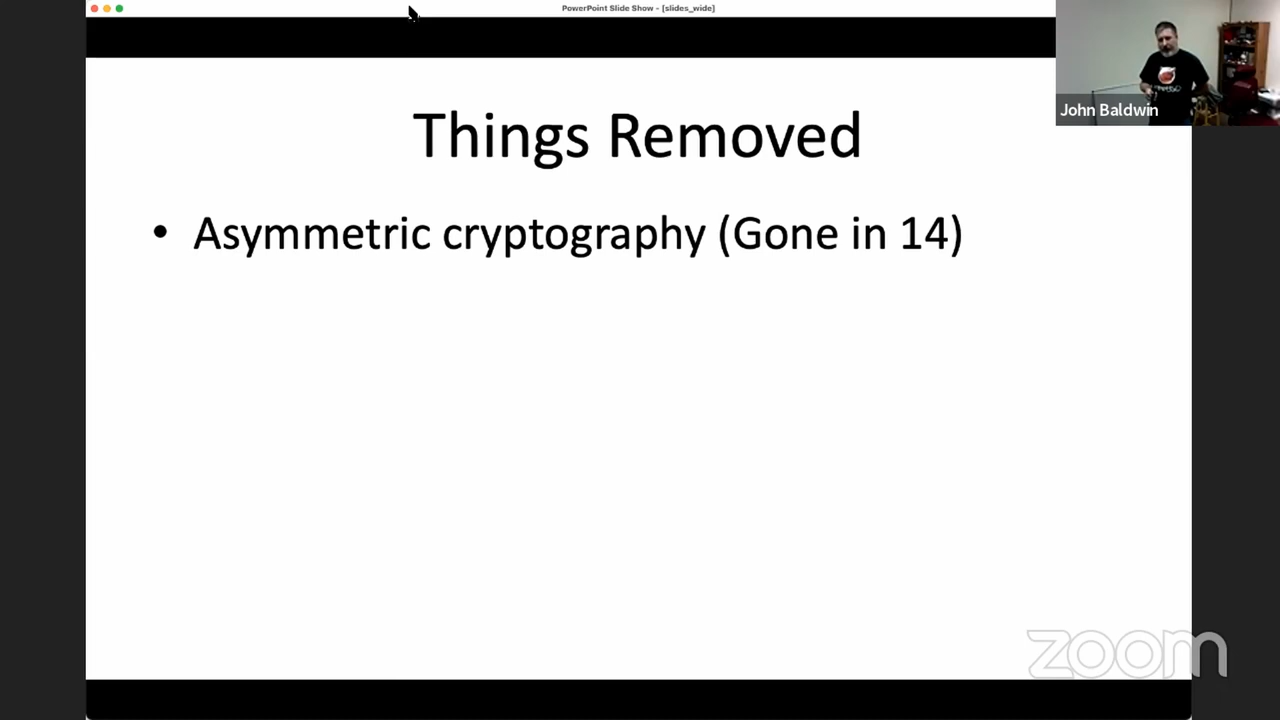 PowerPoint Slide Show - [slides_wide]
John Baldwin
Things Removed
• Asymmetric cryptography (Gone in 14)
zoom